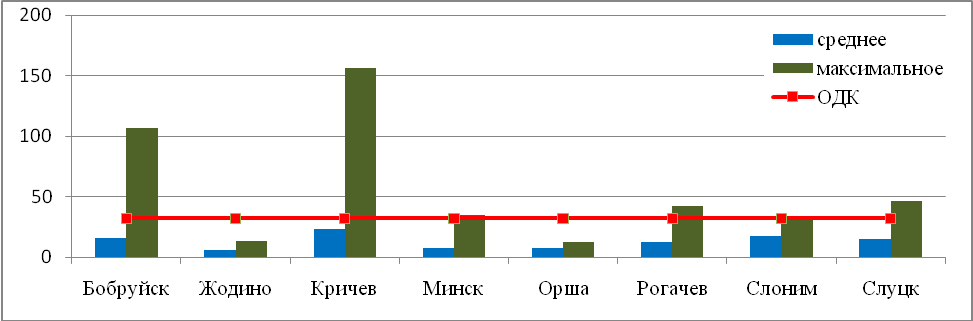 200
150
100
50
0
среднее
максимальное
ОДК
Бобруйск Жодино Кричев Минск Орша Рогачев Слоним Слуцк